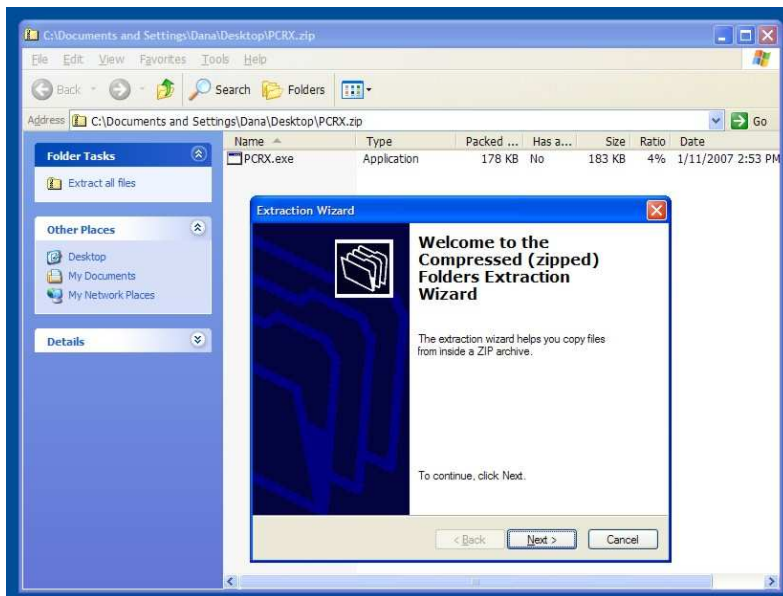 C:\Documents and Settings\Dana\Desktop\PCRX.zip
File Edit View Favorites Tools Help
Back Search Folders
Address C:\Documents and Settings\Dana\Desktop\PCRX.zip Go
Folder Tasks
Extract all files
Other Places
Desktop
My Documents
My Network Places
Details
Name Type Packed ... Has a... Size Ratio Date
PCRX.exe Application 178 KB No 183 KB 4% 1/11/2007 2:53 PM
Extraction Wizard
Welcome to the
Compressed (zipped)
Folders Extraction
Wizard
The extraction wizard helps you copy files
from inside a ZIP archive.
To continue, click Next.
< Back Next > Cancel